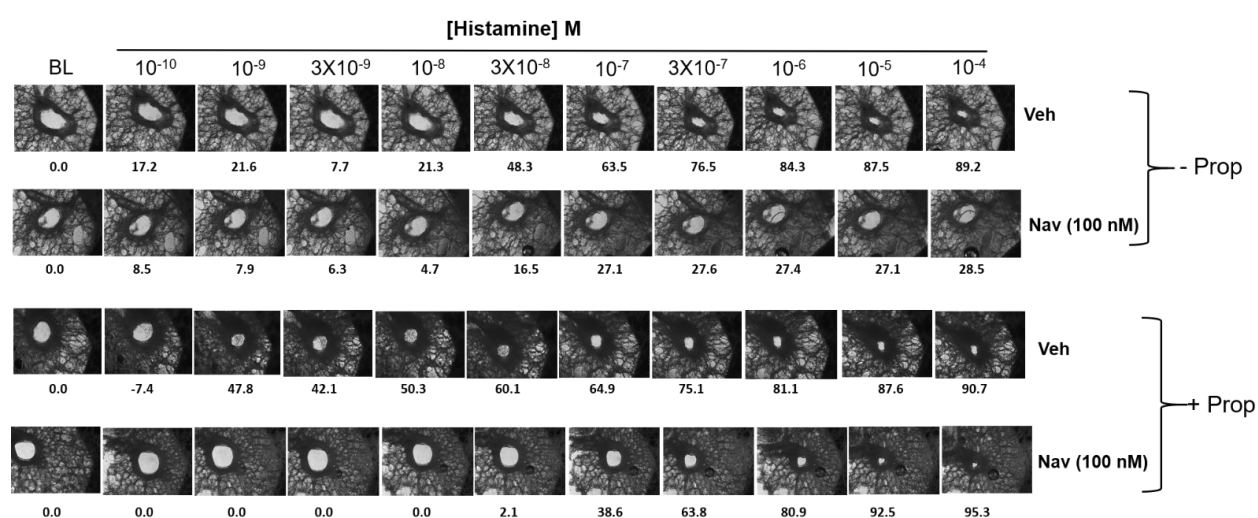 [Histamine] M
BL 10⁻¹⁰ 10⁻⁹ 3X10⁻⁹ 10⁻⁸ 3X10⁻⁸ 10⁻⁷ 3X10⁻⁷ 10⁻⁶ 10⁻⁵ 10⁻⁴
Veh
0.0 17.2 21.6 7.7 21.3 48.3 63.5 76.5 84.3 87.5 89.2
- Prop
Nav (100 nM)
0.0 8.5 7.9 6.3 4.7 16.5 27.1 27.6 27.4 27.1 28.5
Veh
0.0 -7.4 47.8 42.1 50.3 60.1 64.9 75.1 81.1 87.6 90.7
+ Prop
Nav (100 nM)
0.0 0.0 0.0 0.0 0.0 2.1 38.6 63.8 80.9 92.5 95.3